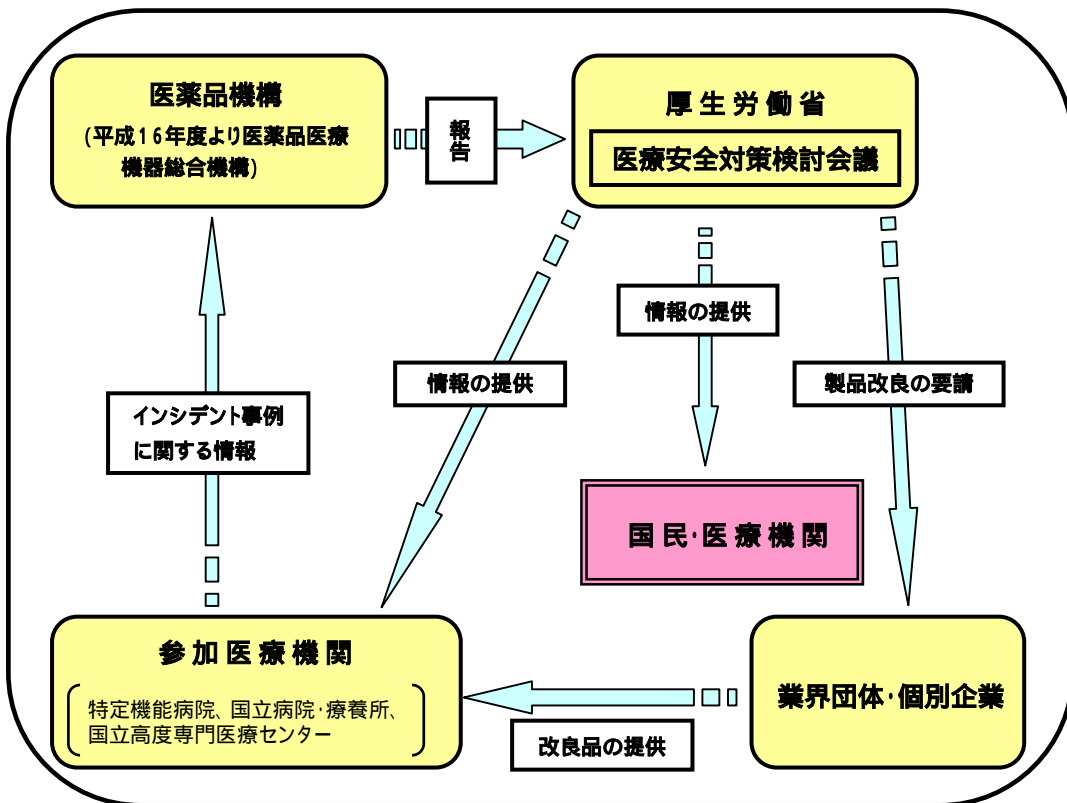 医薬品機構
(平成16年度より医薬品医療
機器総合機構)
報告
厚生労働省
医療安全対策検討会議
情報の提供
情報の提供
製品改良の要請
インシデント事例
に関する情報
国民・医療機関
参加医療機関
特定機能病院、国立病院・療養所、
国立高度専門医療センター
改良品の提供
業界団体・個別企業